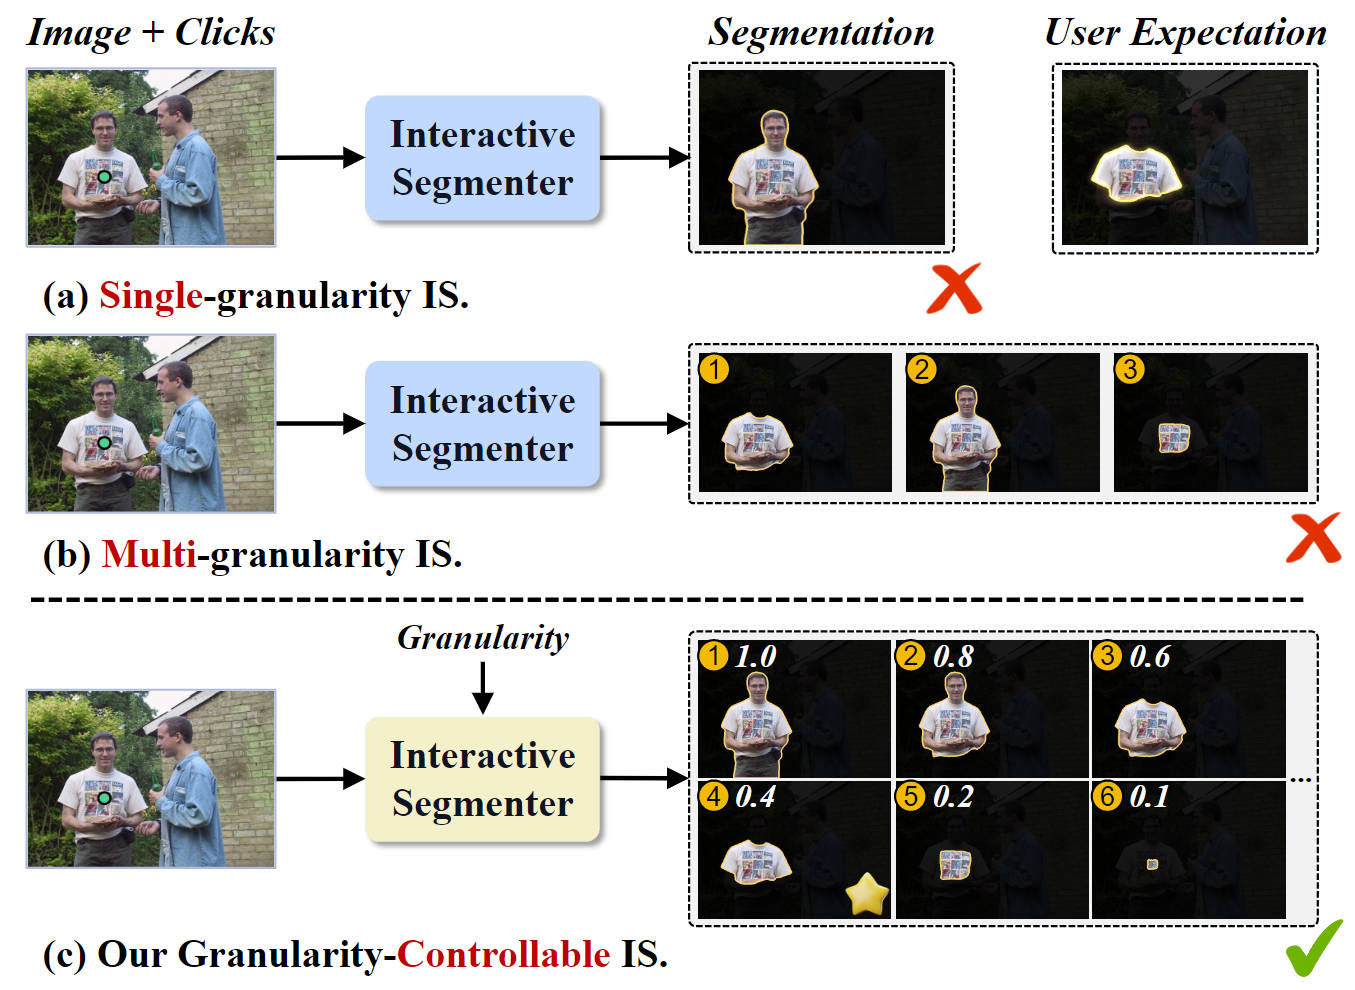 Image + Clicks
Segmentation
User Expectation
Interactive
Segmenter
(a) Single-granularity IS.
Interactive
Segmenter
1
2
3
(b) Multi-granularity IS.
Granularity
Interactive
Segmenter
1 1.0
2 0.8
3 0.6
4 0.4
5 0.2
6 0.1
...
(c) Our Granularity-Controllable IS.